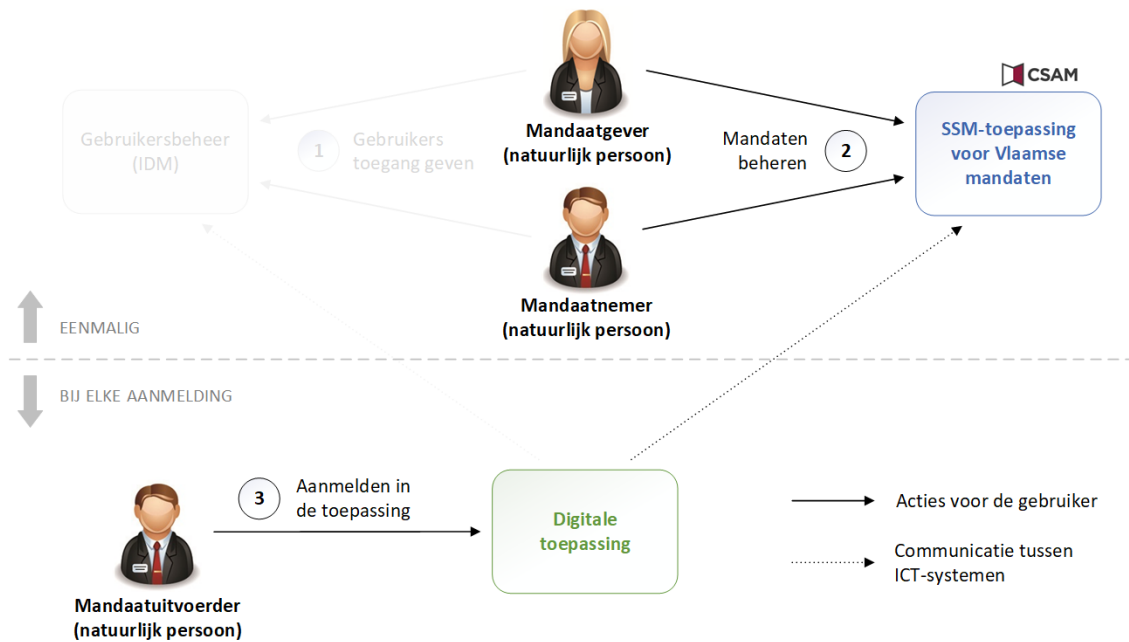 CSAM
Gebruikersbeheer
(IDM)
1
Gebruikers
toegang geven
Mandaatgever
(natuurlijk persoon)
Mandaten
beheren
2
SSM-toepassing
voor Vlaamse
mandaten
Mandaatnemer
(natuurlijk persoon)
EENMALIG
BIJ ELKE AANMELDING
3
Aanmelden in
de toepassing
Digitale
toepassing
Acties voor de gebruiker
Communicatie tussen
ICT-systemen
Mandaatuitvoerder
(natuurlijk persoon)